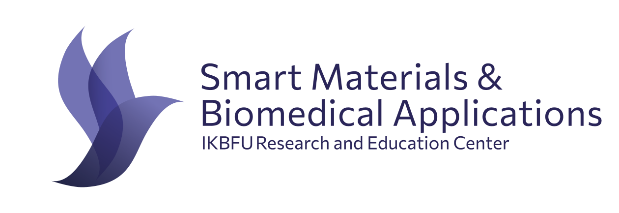 Smart Materials &
Biomedical Applications
IKBFU Research and Education Center